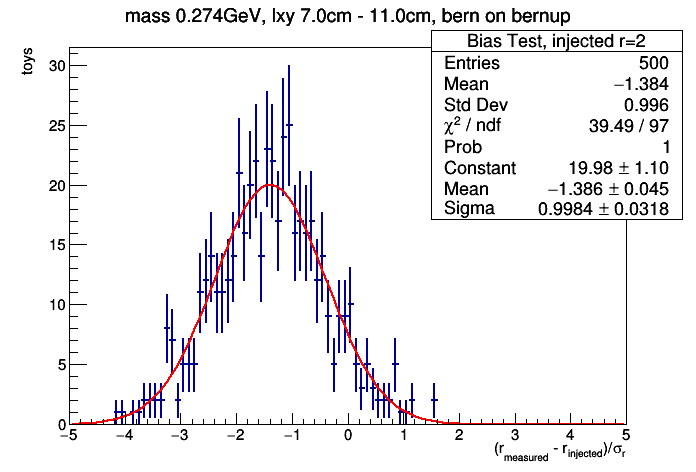 mass 0.274GeV, lxy 7.0cm - 11.0cm, bern on bernup
Bias Test, injected r=2
Entries 500
Mean −1.384
Std Dev 0.996
χ² / ndf 39.49 / 97
Prob 1
Constant 19.98 ± 1.10
Mean −1.386 ± 0.045
Sigma 0.9984 ± 0.0318
toys
30
25
20
15
10
5
0
−5 −4 −3 −2 −1 0 1 2 3 4 5
(r_measured - r_injected)/σ_r